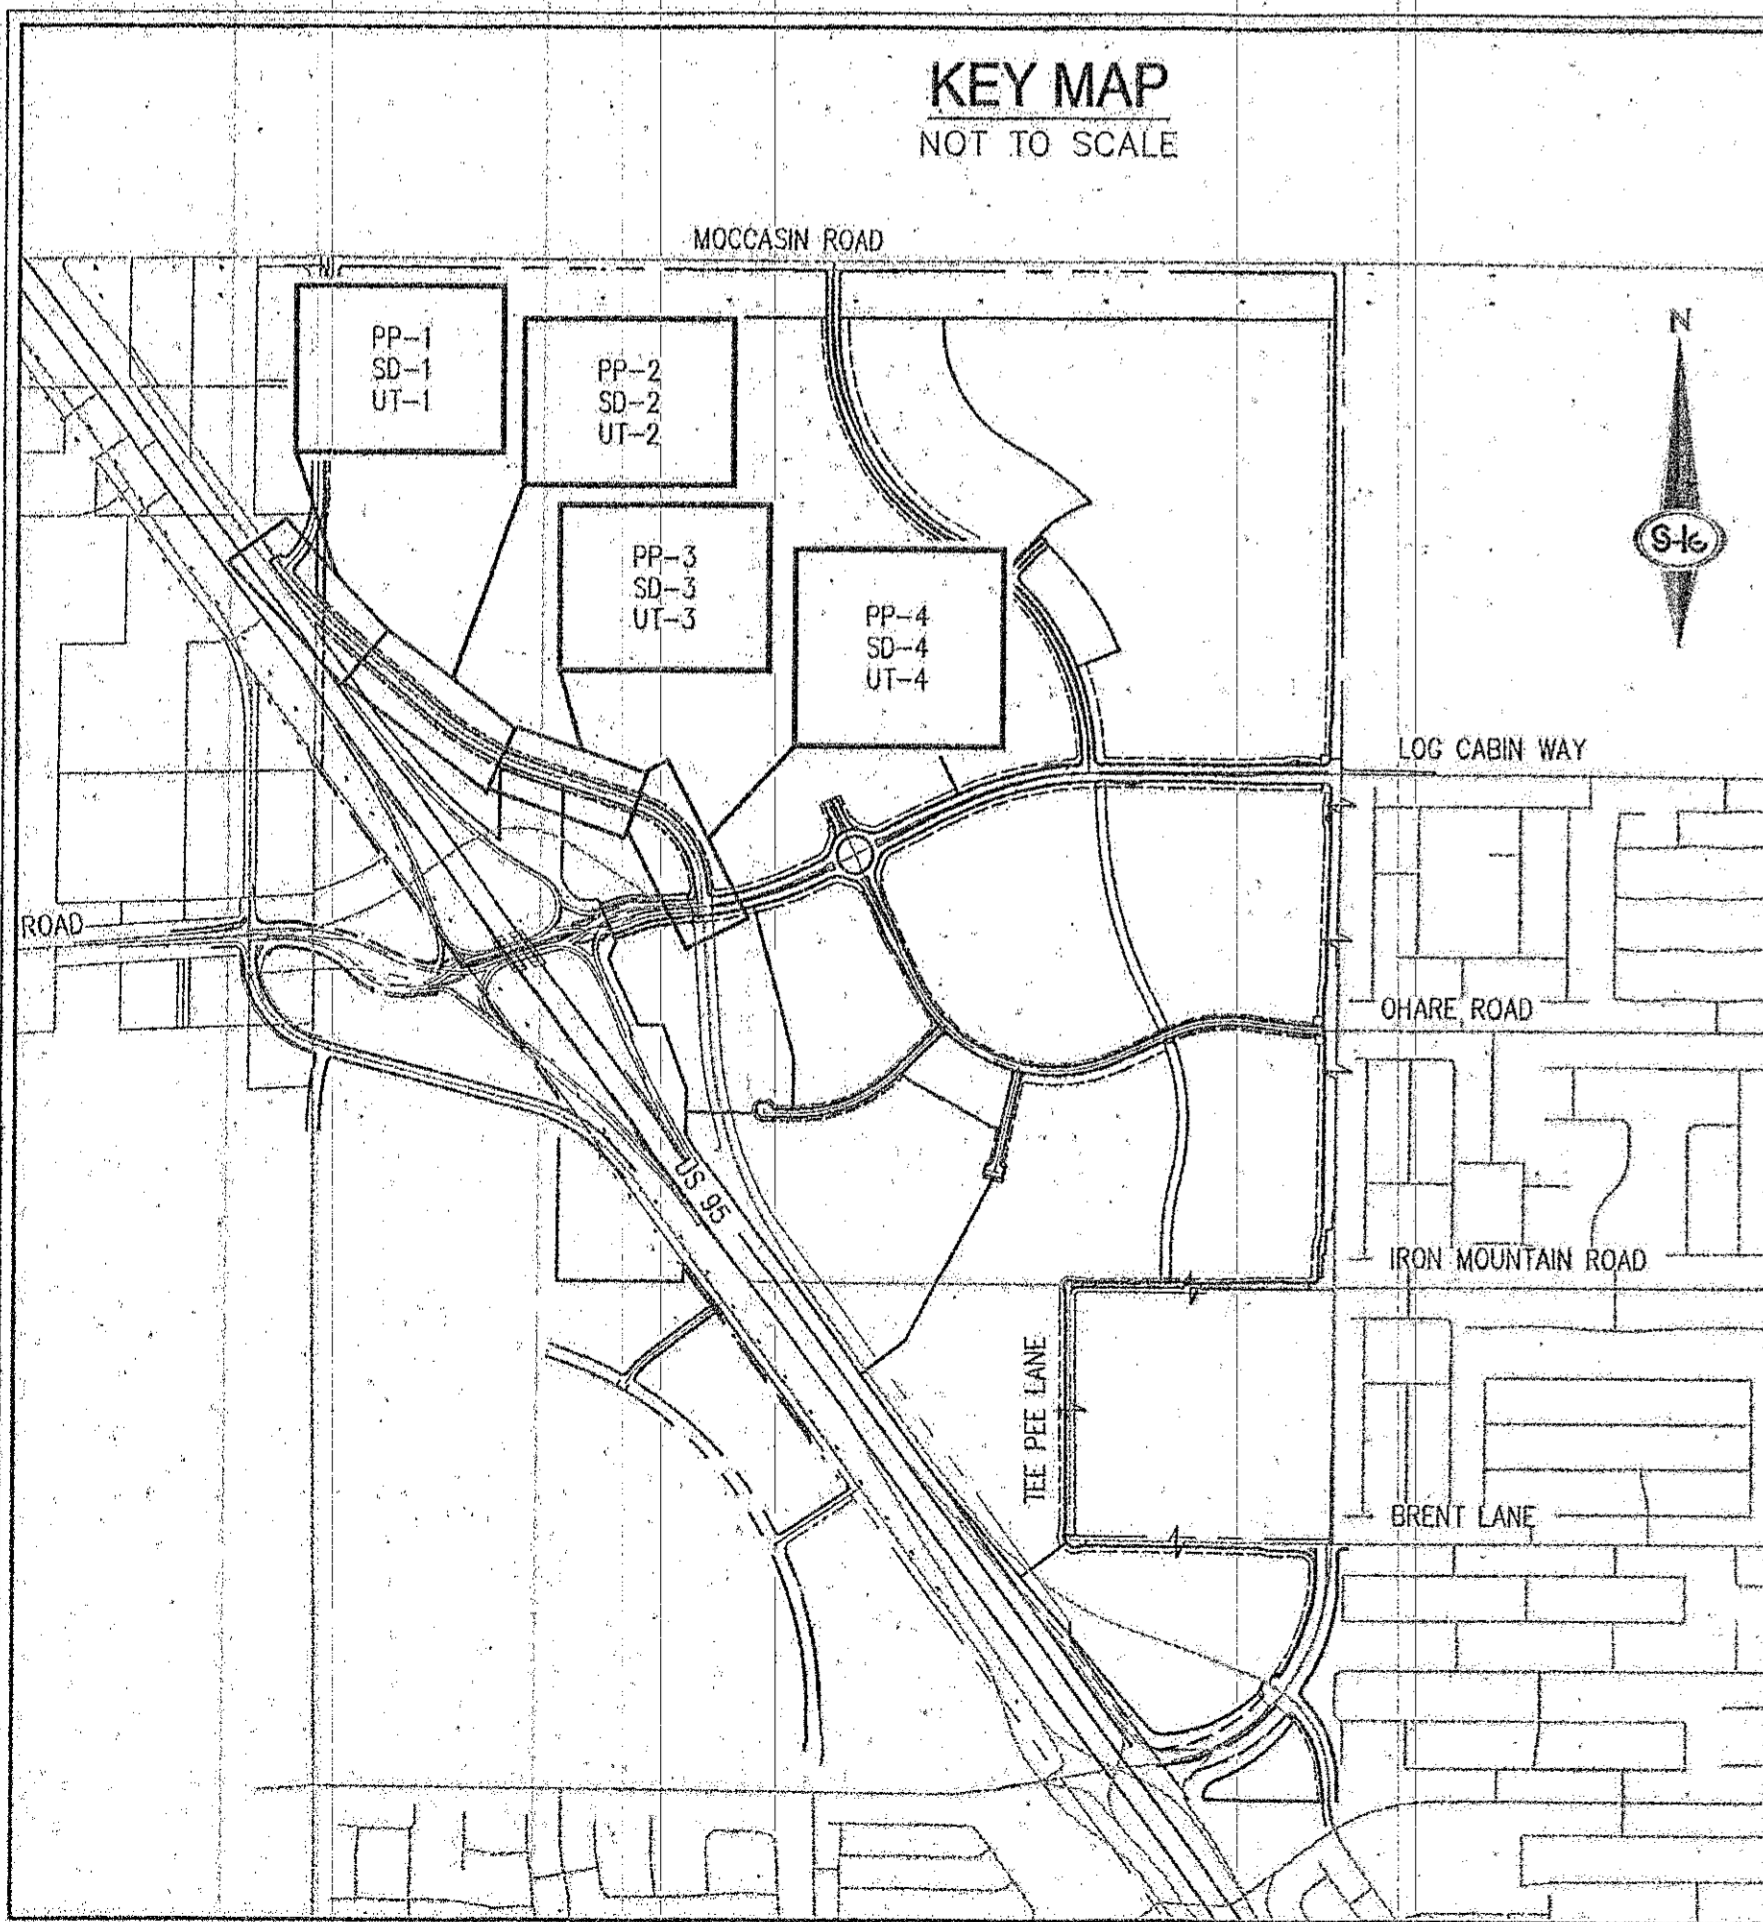 KEY MAP
NOT TO SCALE
MOCCASIN ROAD
N
PP-1
SD-1
UT-1
PP-2
SD-2
UT-2
PP-3
SD-3
UT-3
PP-4
SD-4
UT-4
S-16
LOG CABIN WAY
ROAD
OHARE ROAD
US 95
IRON MOUNTAIN ROAD
TEE PEE LANE
BRENT LANE